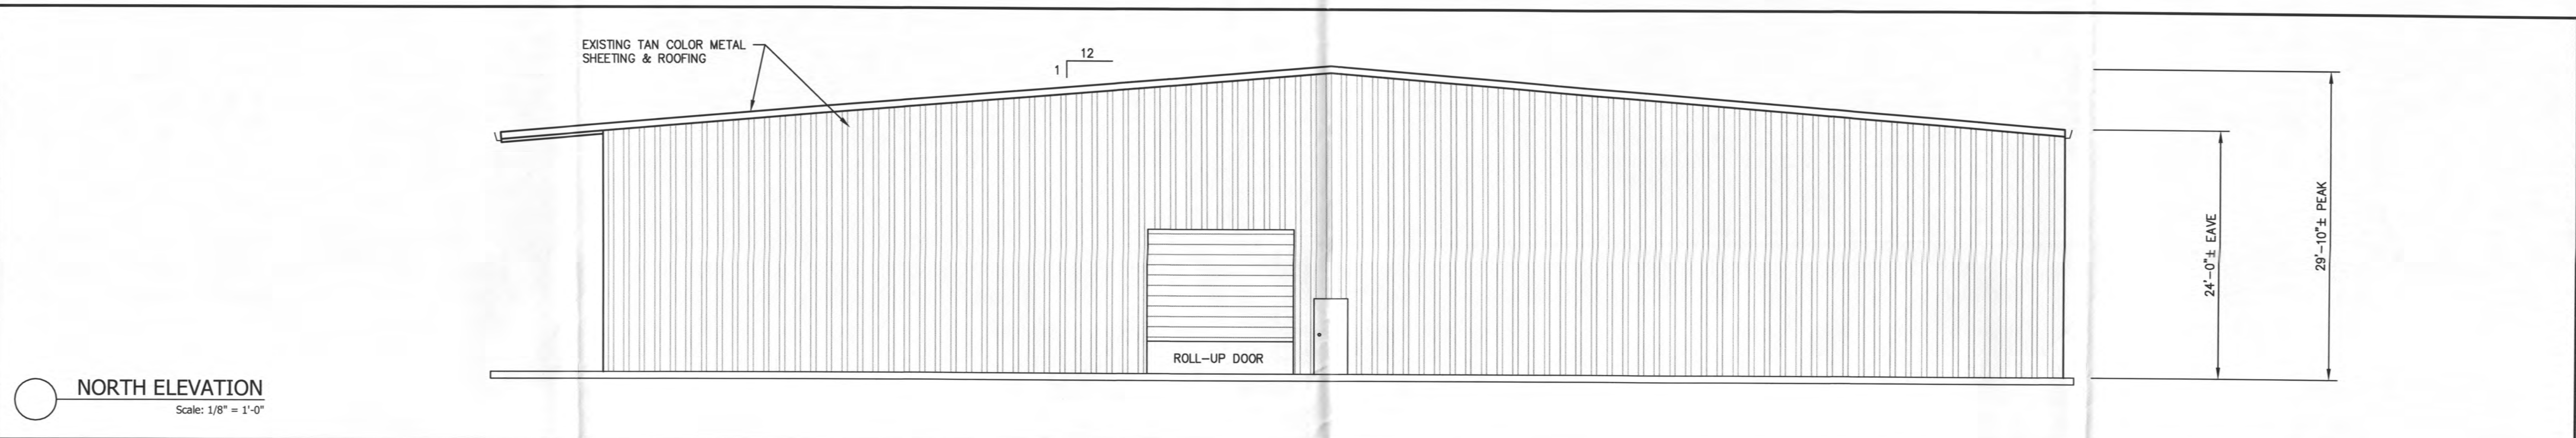 EXISTING TAN COLOR METAL
SHEETING & ROOFING
12
1
ROLL-UP DOOR
24'-0"± EAVE
29'-10"± PEAK
NORTH ELEVATION
Scale: 1/8" = 1'-0"